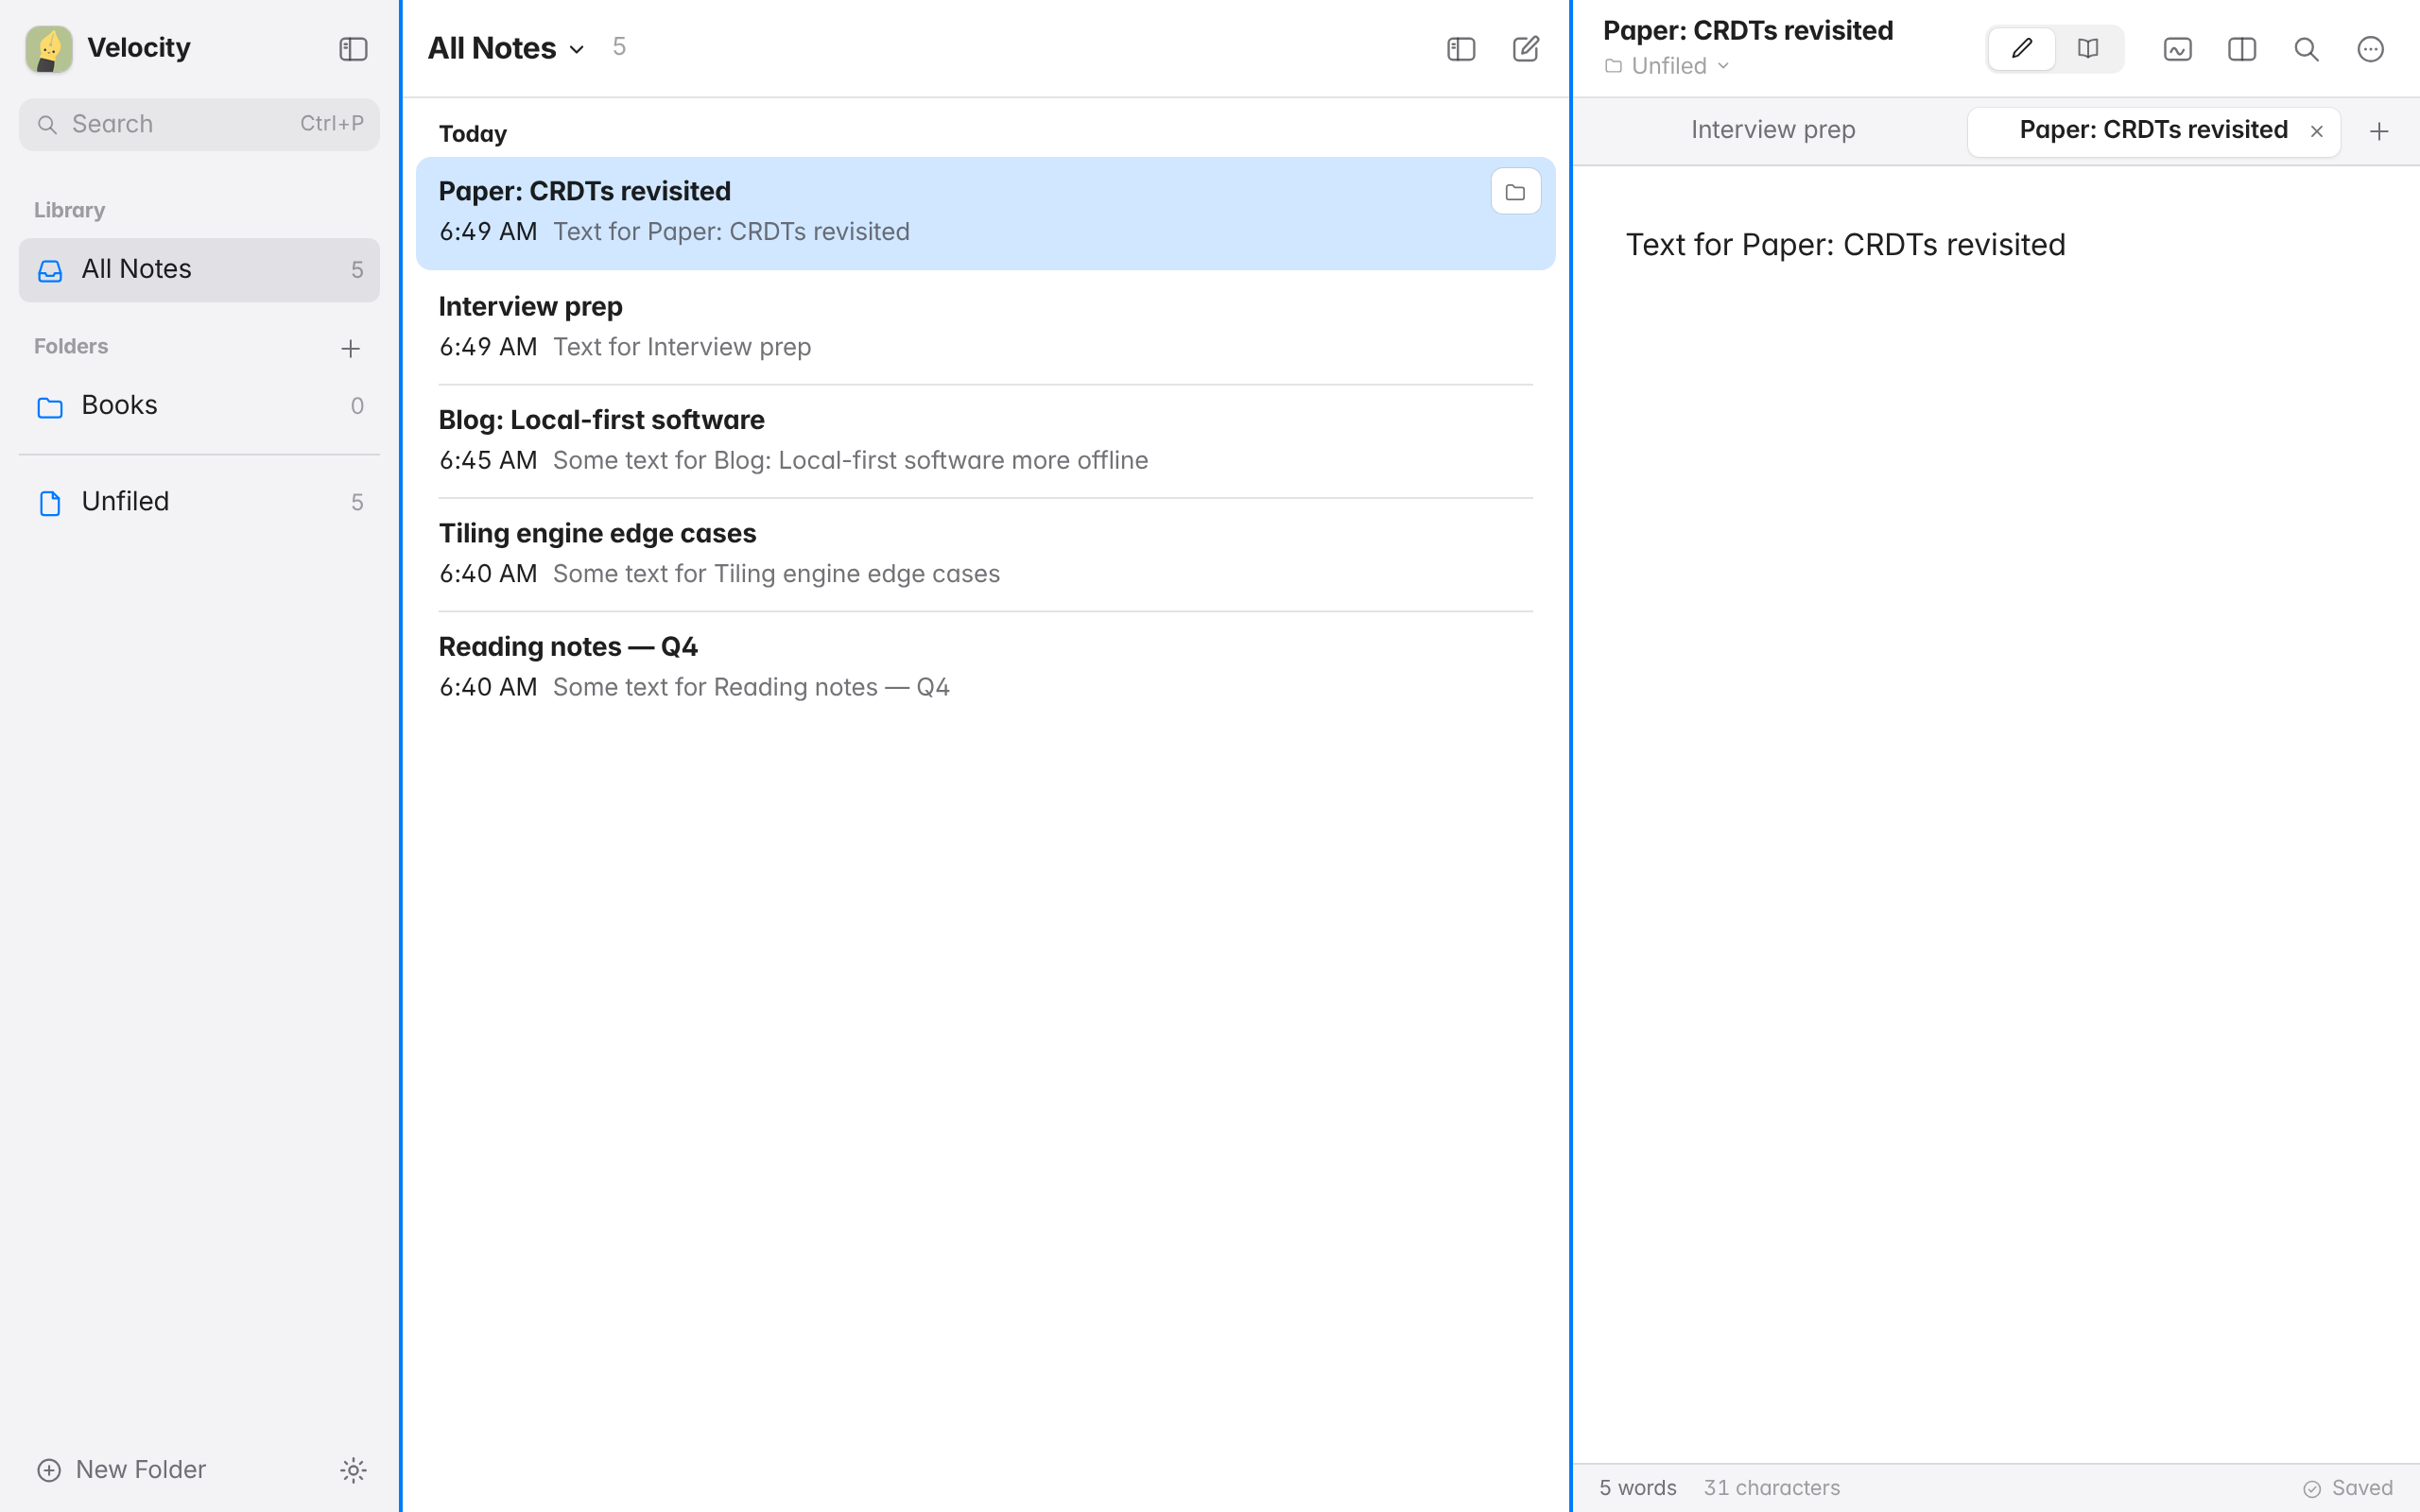 Velocity
Search Ctrl+P
Library
All Notes 5
Folders
Books 0
Unfiled 5
New Folder
All Notes 5
Today
Paper: CRDTs revisited
6:49 AM Text for Paper: CRDTs revisited
Interview prep
6:49 AM Text for Interview prep
Blog: Local-first software
6:45 AM Some text for Blog: Local-first software more offline
Tiling engine edge cases
6:40 AM Some text for Tiling engine edge cases
Reading notes — Q4
6:40 AM Some text for Reading notes — Q4
Paper: CRDTs revisited
Unfiled
Interview prep Paper: CRDTs revisited
Text for Paper: CRDTs revisited
5 words 31 characters Saved